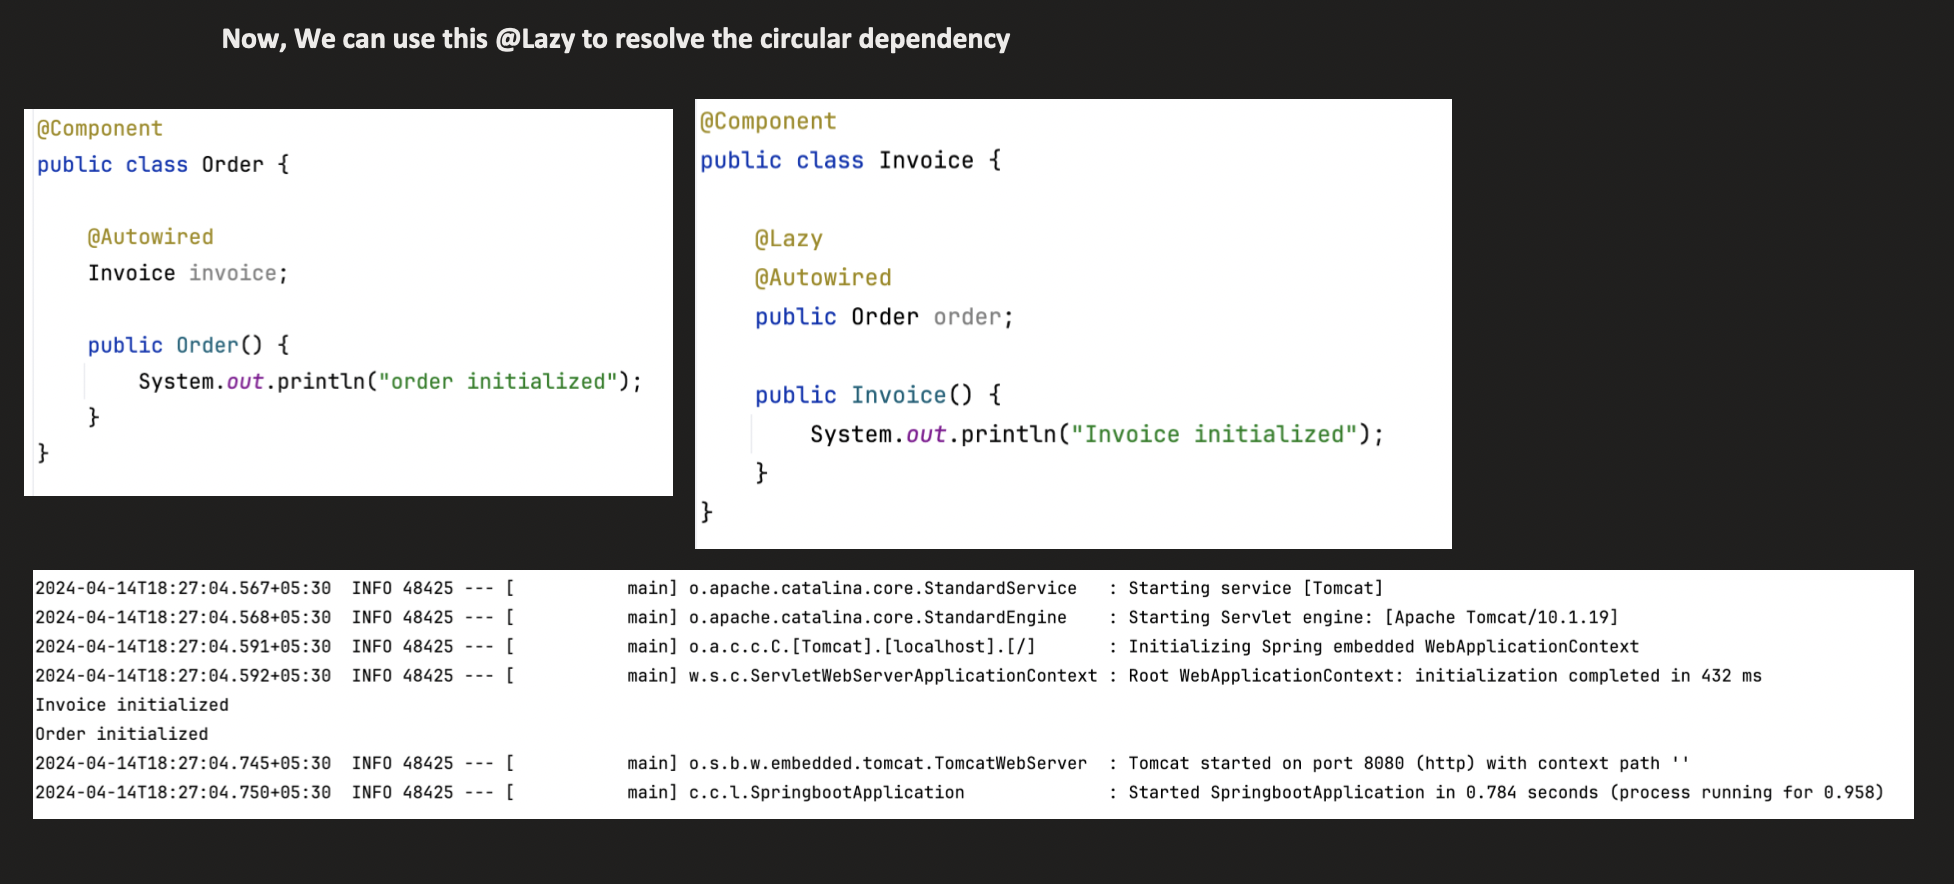 Now, We can use this @Lazy to resolve the circular dependency
@Component
public class Order {
@Autowired
Invoice invoice;
public Order() {
System.out.println("order initialized");
}
}
@Component
public class Invoice {
@Lazy
@Autowired
public Order order;
public Invoice() {
System.out.println("Invoice initialized");
}
}
2024-04-14T18:27:04.567+05:30  INFO 48425 --- [           main] o.apache.catalina.core.StandardService   : Starting service [Tomcat]
2024-04-14T18:27:04.568+05:30  INFO 48425 --- [           main] o.apache.catalina.core.StandardEngine    : Starting Servlet engine: [Apache Tomcat/10.1.19]
2024-04-14T18:27:04.591+05:30  INFO 48425 --- [           main] o.a.c.c.C.[Tomcat].[localhost].[/]       : Initializing Spring embedded WebApplicationContext
2024-04-14T18:27:04.592+05:30  INFO 48425 --- [           main] w.s.c.ServletWebServerApplicationContext : Root WebApplicationContext: initialization completed in 432 ms
Invoice initialized
Order initialized
2024-04-14T18:27:04.745+05:30  INFO 48425 --- [           main] o.s.b.w.embedded.tomcat.TomcatWebServer  : Tomcat started on port 8080 (http) with context path ''
2024-04-14T18:27:04.750+05:30  INFO 48425 --- [           main] c.c.l.SpringbootApplication              : Started SpringbootApplication in 0.784 seconds (process running for 0.958)